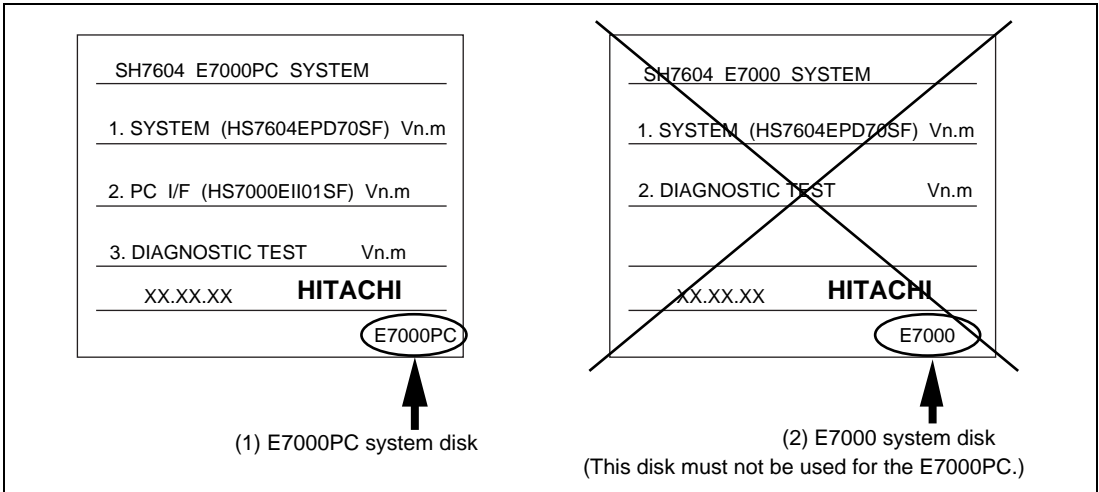 SH7604 E7000PC SYSTEM
1. SYSTEM (HS7604EPD70SF) Vn.m
2. PC I/F (HS7000EII01SF) Vn.m
3. DIAGNOSTIC TEST Vn.m
XX.XX.XX HITACHI
E7000PC
(1) E7000PC system disk
SH7604 E7000 SYSTEM
1. SYSTEM (HS7604EPD70SF) Vn.m
2. DIAGNOSTIC TEST Vn.m
XX.XX.XX HITACHI
E7000
(2) E7000 system disk
(This disk must not be used for the E7000PC.)